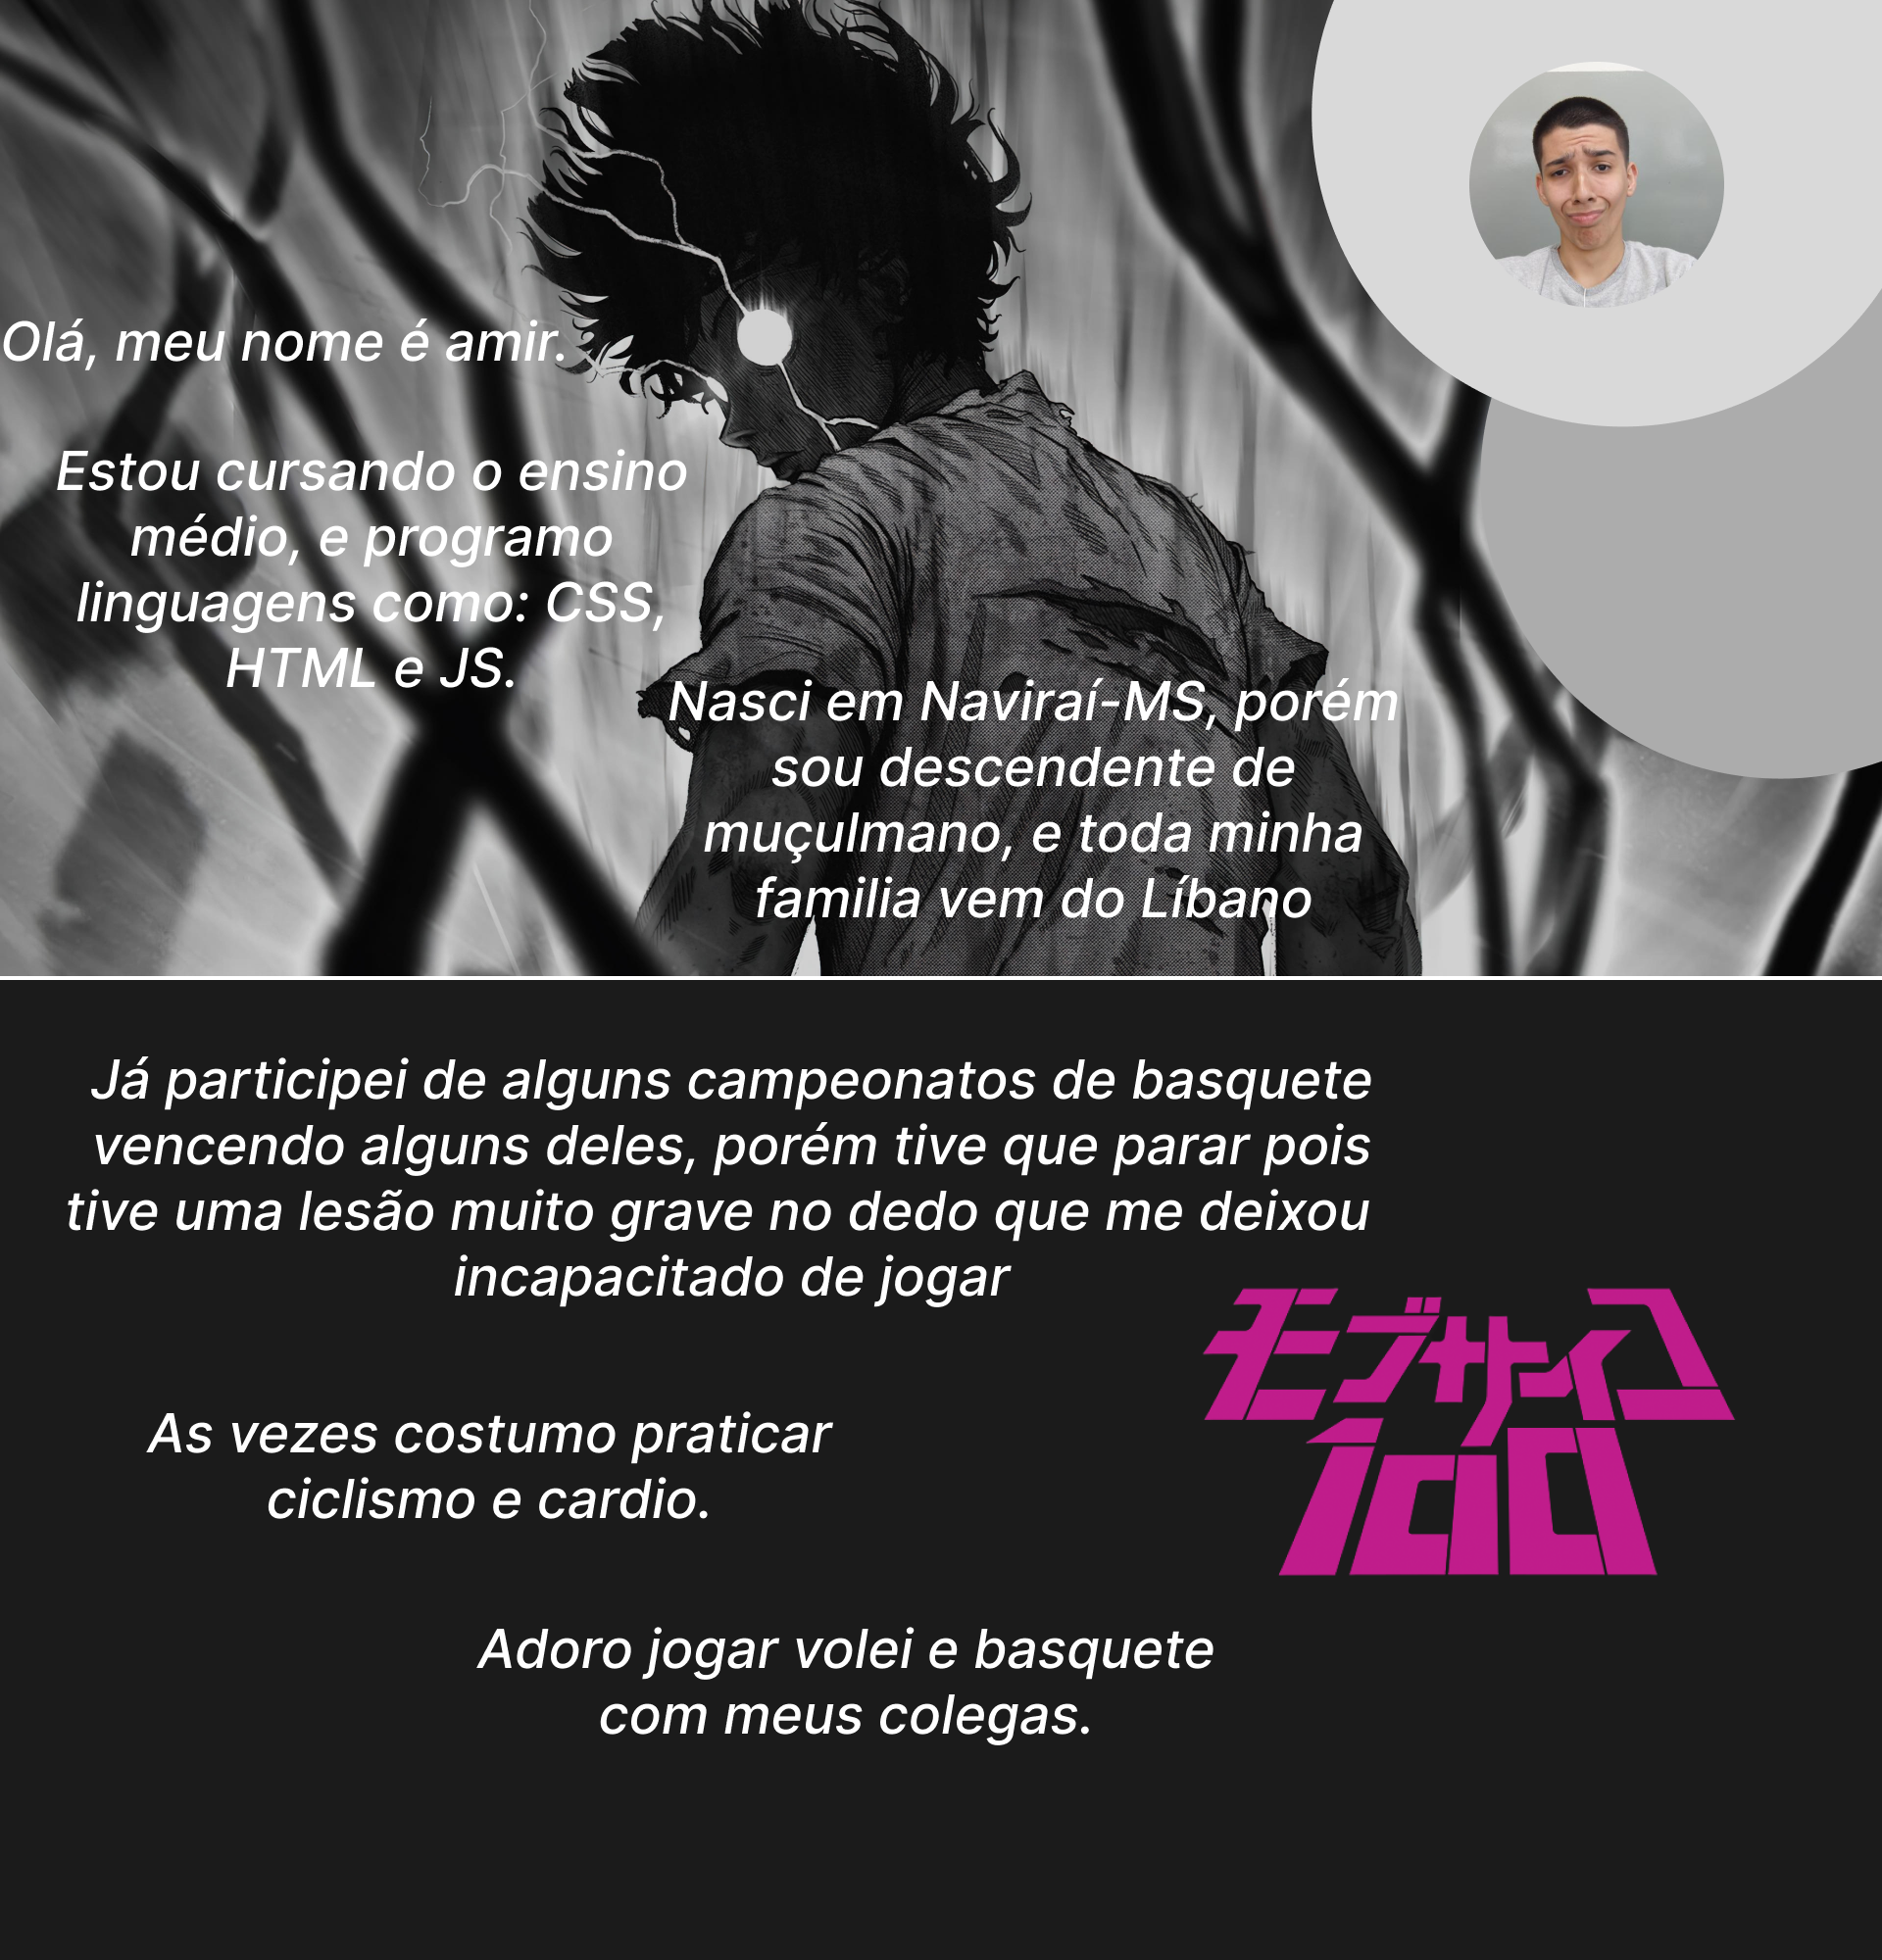 Olá, meu nome é amir.
Estou cursando o ensino
médio, e programo
linguagens como: CSS,
HTML e JS.
Nasci em Naviraí-MS, porém
sou descendente de
muçulmano, e toda minha
familia vem do Líbano
Já participei de alguns campeonatos de basquete
vencendo alguns deles, porém tive que parar pois
tive uma lesão muito grave no dedo que me deixou
incapacitado de jogar
モブサイコ
100
As vezes costumo praticar
ciclismo e cardio.
Adoro jogar volei e basquete
com meus colegas.